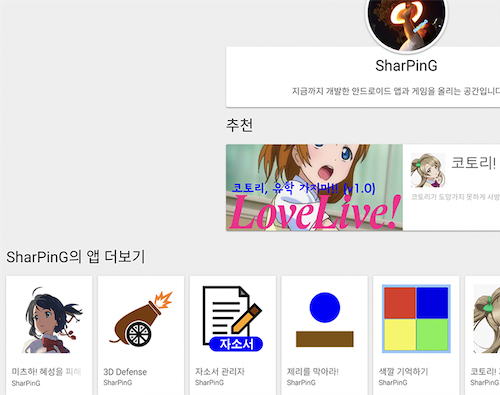 SharPinG
지금까지 개발한 안드로이드 앱과 게임을 올리는 공간입니다
추천
코토리, 유학 가지마!! (v1.0)
LoveLive!
코토리!
코토리가 도망가지 못하게 사방
SharPinG의 앱 더보기
자소서
미츠하! 혜성을 피해
SharPinG
3D Defense
SharPinG
자소서 관리자
SharPinG
제리를 막아라!
SharPinG
색깔 기억하기
SharPinG
코토리!
SharPinG